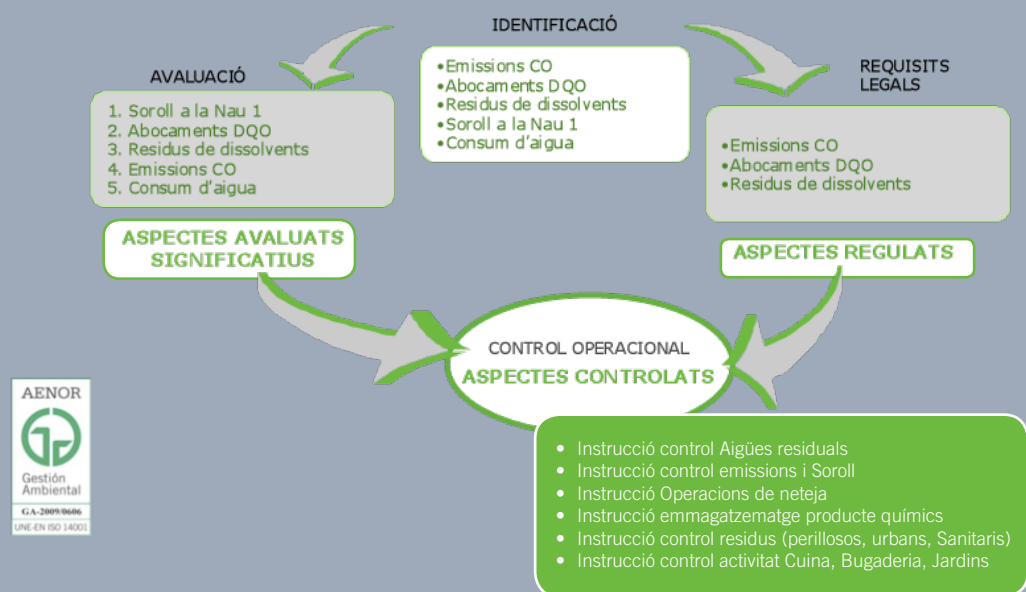 IDENTIFICACIÓ
•Emissions CO
•Abocaments DQO
•Residus de dissolvents
•Soroll a la Nau 1
•Consum d'aigua
AVALUACIÓ
1. Soroll a la Nau 1
2. Abocaments DQO
3. Residus de dissolvents
4. Emissions CO
5. Consum d'aigua
ASPECTES AVALUATS
SIGNIFICATIUS
REQUISITS
LEGALS
•Emissions CO
•Abocaments DQO
•Residus de dissolvents
ASPECTES REGULATS
CONTROL OPERACIONAL
ASPECTES CONTROLATS
• Instrucció control Aigües residuals
• Instrucció control emissions i Soroll
• Instrucció Operacions de neteja
• Instrucció emmagatzematge producte químics
• Instrucció control residus (perillosos, urbans, Sanitaris)
• Instrucció control activitat Cuina, Bugaderia, Jardins
AENOR
Gestión
Ambiental
GA-2009/0606
UNE-EN ISO 14001